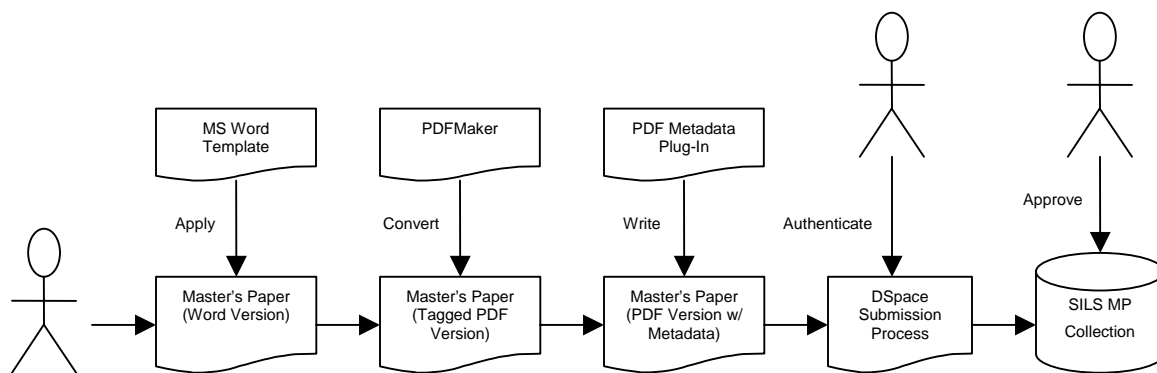 MS Word
Template
PDFMaker
PDF Metadata
Plug-In
Apply
Convert
Write
Authenticate
Approve
Master's Paper
(Word Version)
Master's Paper
(Tagged PDF
Version)
Master's Paper
(PDF Version w/
Metadata)
DSpace
Submission
Process
SILS MP
Collection